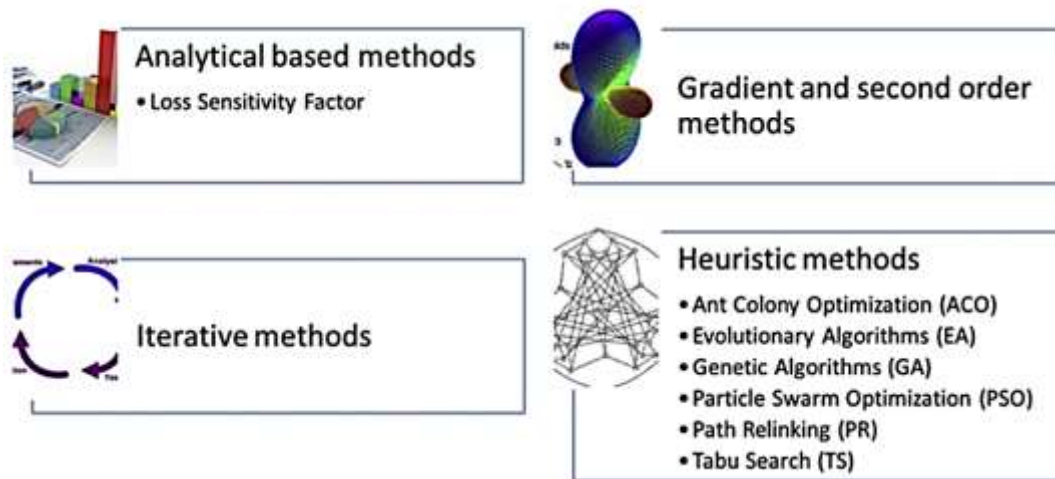 Analytical based methods
• Loss Sensitivity Factor
Gradient and second order
methods
Iterative methods
Heuristic methods
• Ant Colony Optimization (ACO)
• Evolutionary Algorithms (EA)
• Genetic Algorithms (GA)
• Particle Swarm Optimization (PSO)
• Path Relinking (PR)
• Tabu Search (TS)